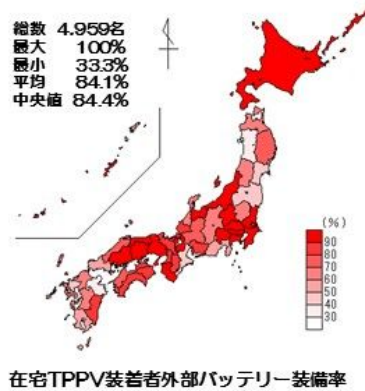 総数 4.959名
最大 100%
最小 33.3%
平均 84.1%
中央値 84.4%
(%)
90
80
70
60
50
40
30
在宅TPPV装着者外部バッテリー装備率